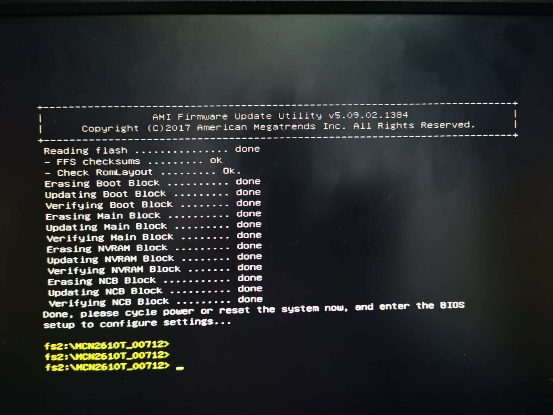 AMI Firmware Update Utility v5.09.02.1384
Copyright (C)2017 American Megatrends Inc. All Rights Reserved.
Reading flash .............. done
- FFS checksums ......... ok
- Check RomLayout ........ Ok.
Erasing Boot Block ......... done
Updating Boot Block ........ done
Verifying Boot Block ....... done
Erasing Main Block ......... done
Updating Main Block ........ done
Verifying Main Block ....... done
Erasing NVRAM Block ........ done
Updating NVRAM Block ....... done
Verifying NVRAM Block ...... done
Erasing NCB Block .......... done
Updating NCB Block ......... done
Verifying NCB Block ........ done
Done, please cycle power or reset the system now, and enter the BIOS
setup to configure settings...
fs2:\MCN2610T_00712>
fs2:\MCN2610T_00712>
fs2:\MCN2610T_00712> _